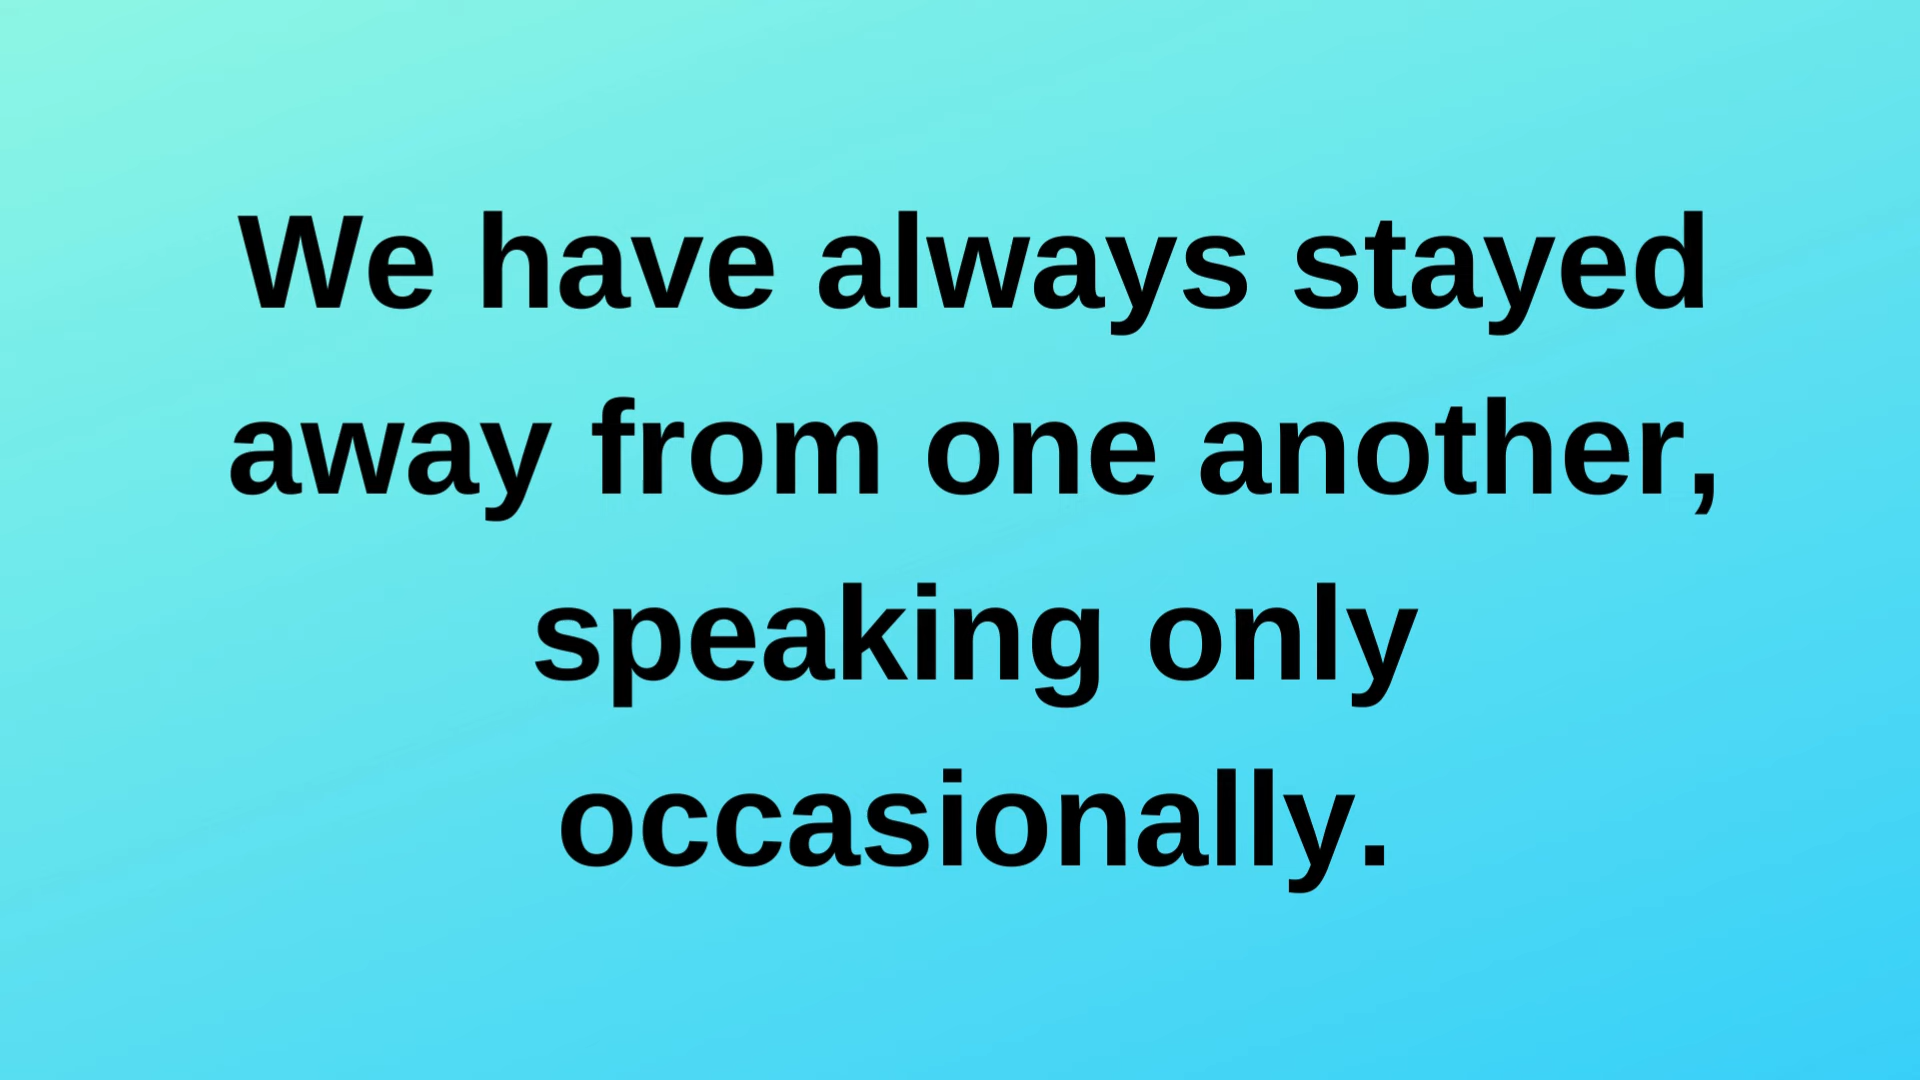 We have always stayed
away from one another,
speaking only
occasionally.